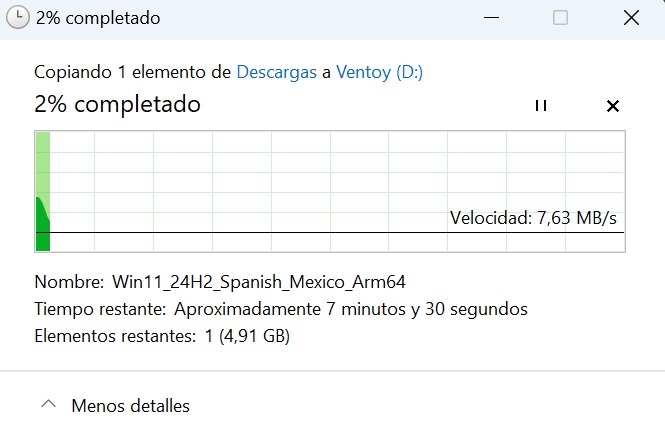 2% completado
Copiando 1 elemento de Descargas a Ventoy (D:)
2% completado
Velocidad: 7,63 MB/s
Nombre: Win11_24H2_Spanish_Mexico_Arm64
Tiempo restante: Aproximadamente 7 minutos y 30 segundos
Elementos restantes: 1 (4,91 GB)
Menos detalles